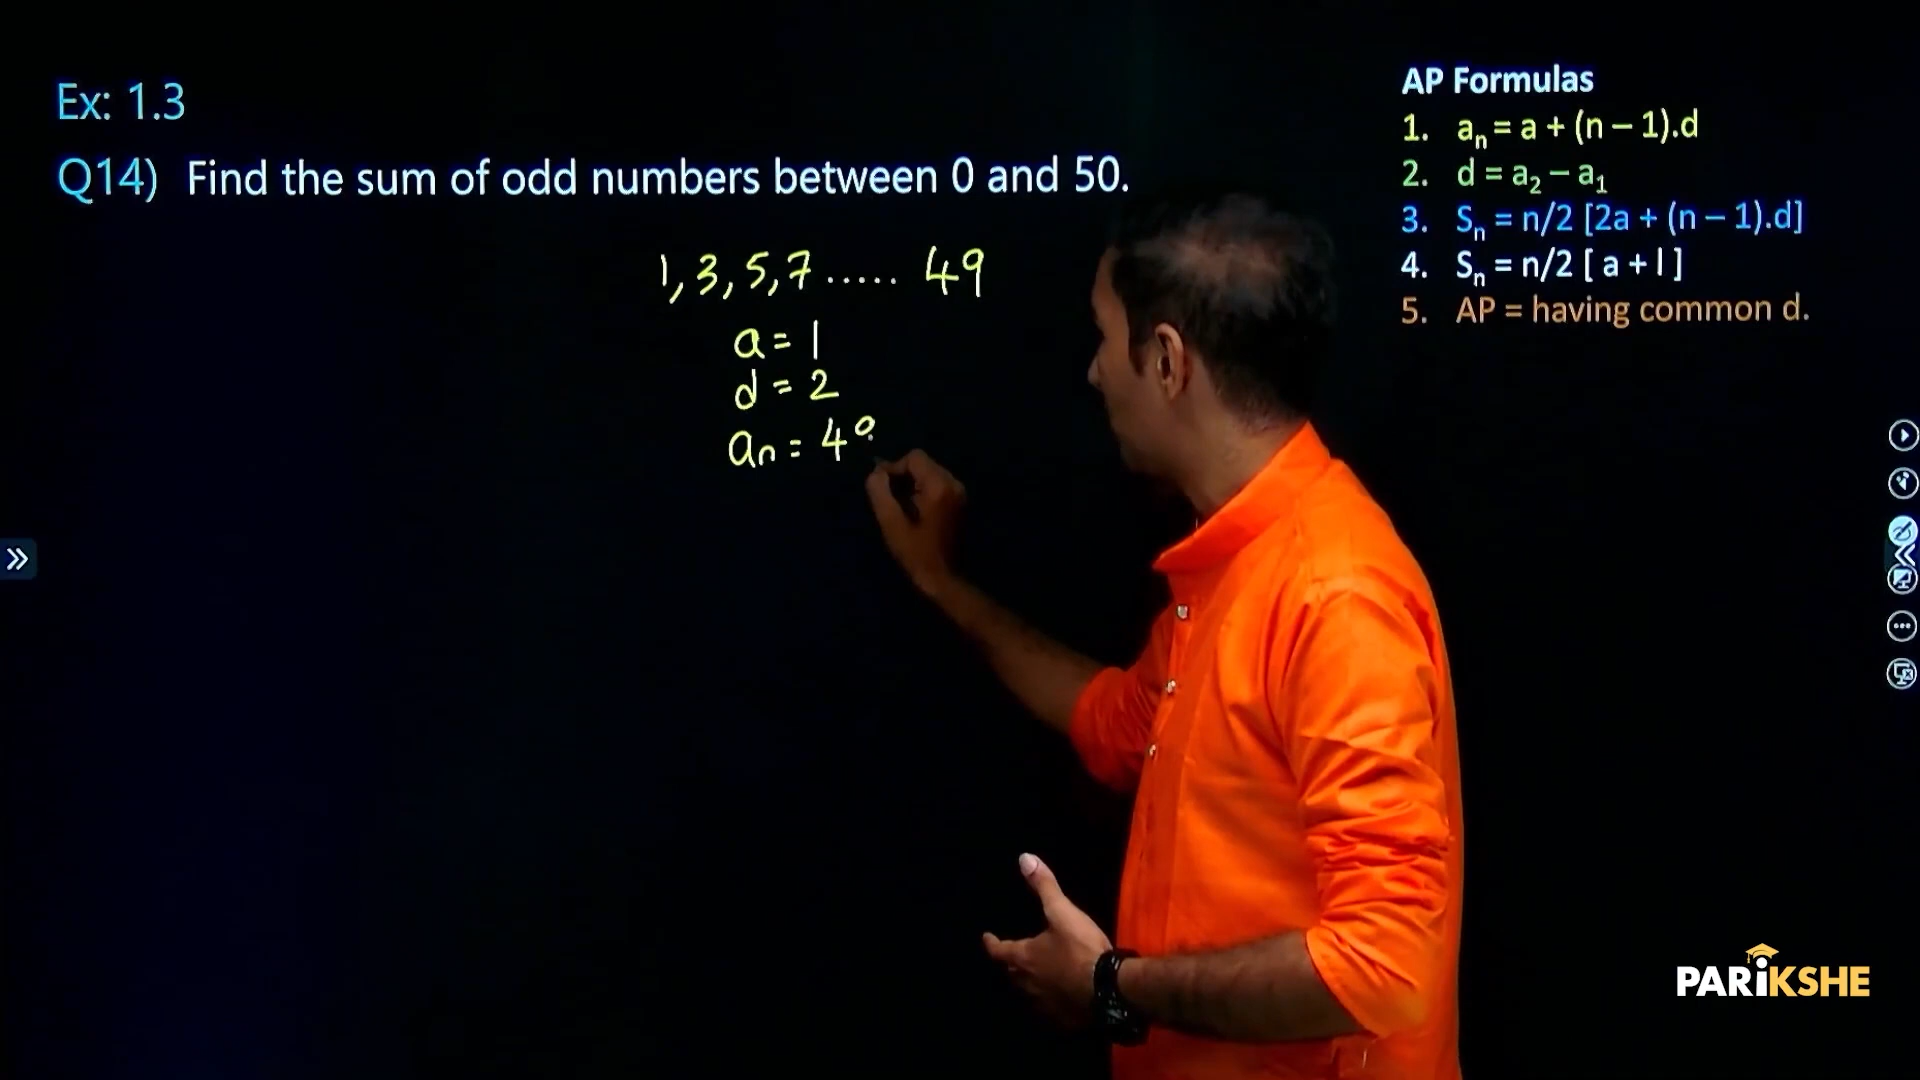 Ex: 1.3
Q14) Find the sum of odd numbers between 0 and 50.
1, 3, 5, 7 ..... 49
a = 1
d = 2
an = 49
AP Formulas
1. an = a + (n – 1).d
2. d = a2 – a1
3. Sn = n/2 [2a + (n – 1).d]
4. Sn = n/2 [ a + l ]
5. AP = having common d.
PARiKSHE